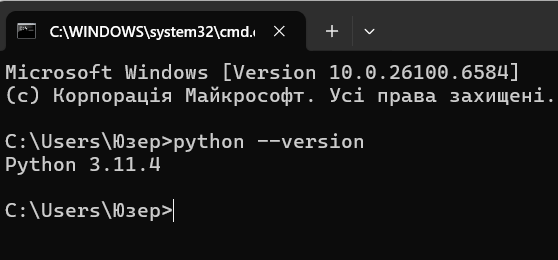 C:\WINDOWS\system32\cmd.
Microsoft Windows [Version 10.0.26100.6584]
(c) Корпорація Майкрософт. Усі права захищені.
C:\Users\Юзер>python --version
Python 3.11.4
C:\Users\Юзер>